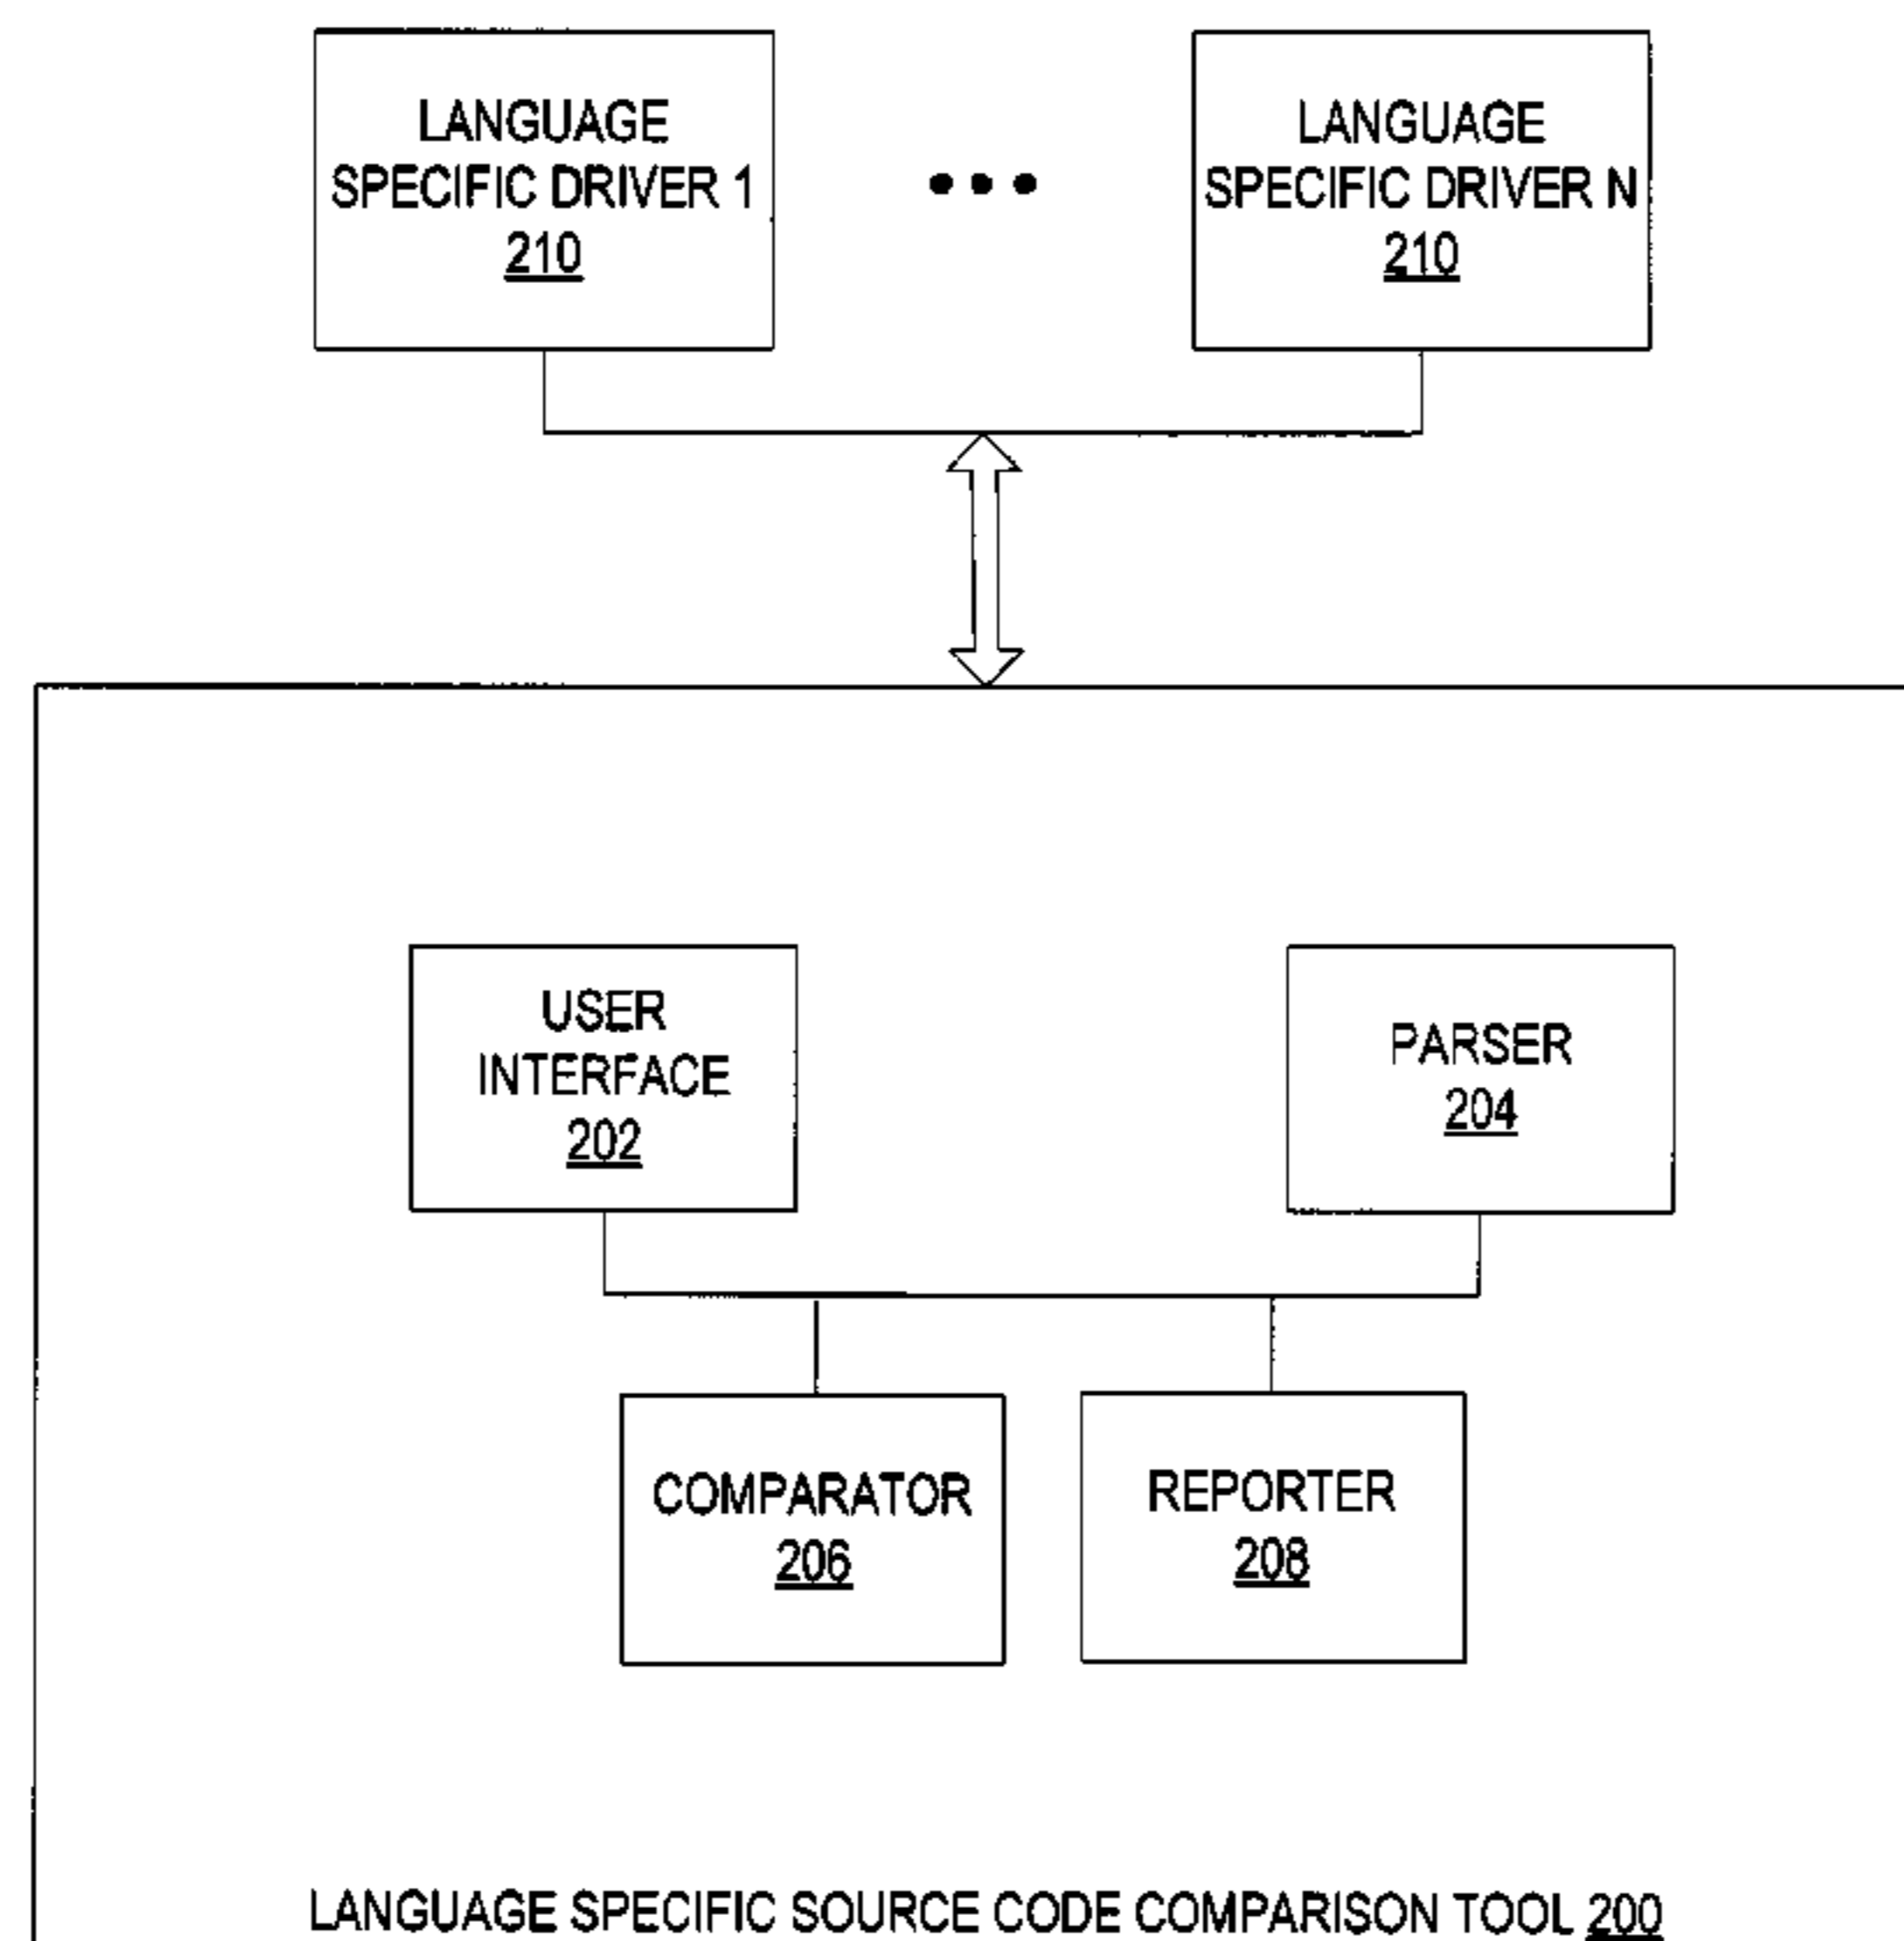 LANGUAGE
SPECIFIC DRIVER 1
210
LANGUAGE
SPECIFIC DRIVER N
210
USER
INTERFACE
202
PARSER
204
COMPARATOR
206
REPORTER
208
LANGUAGE SPECIFIC SOURCE CODE COMPARISON TOOL 200